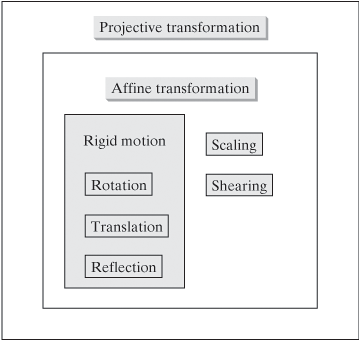 Projective transformation
Affine transformation
Rigid motion
Rotation
Translation
Reflection
Scaling
Shearing